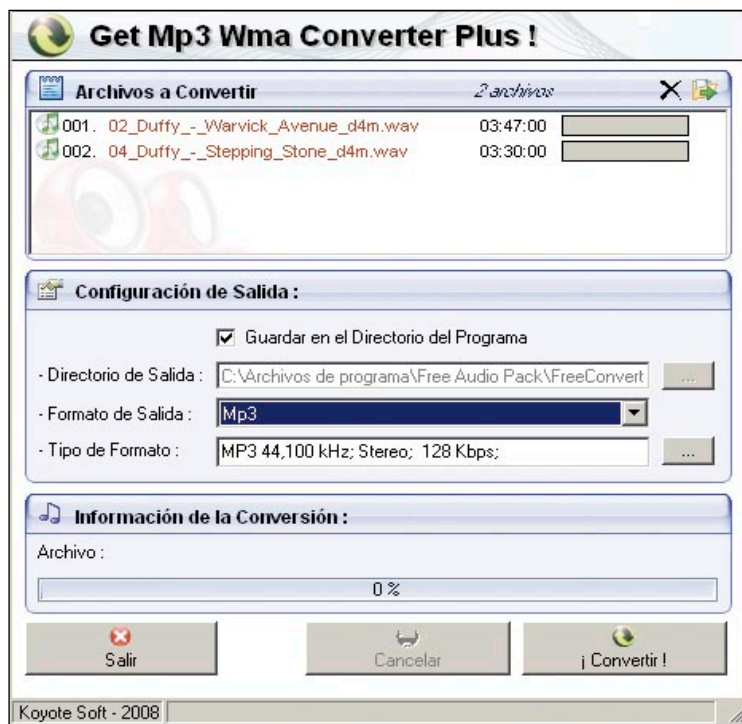 Get Mp3 Wma Converter Plus !
Archivos a Convertir 2 archivos
001. 02_Duffy_-_Warvick_Avenue_d4m.wav 03:47:00
002. 04_Duffy_-_Stepping_Stone_d4m.wav 03:30:00
Configuración de Salida :
Guardar en el Directorio del Programa
- Directorio de Salida : C:\Archivos de programa\Free Audio Pack\FreeConvert ...
- Formato de Salida : Mp3
- Tipo de Formato : MP3 44,100 kHz; Stereo; 128 Kbps; ...
Información de la Conversión :
Archivo :
0 %
Salir Cancelar ¡ Convertir !
Koyote Soft - 2008